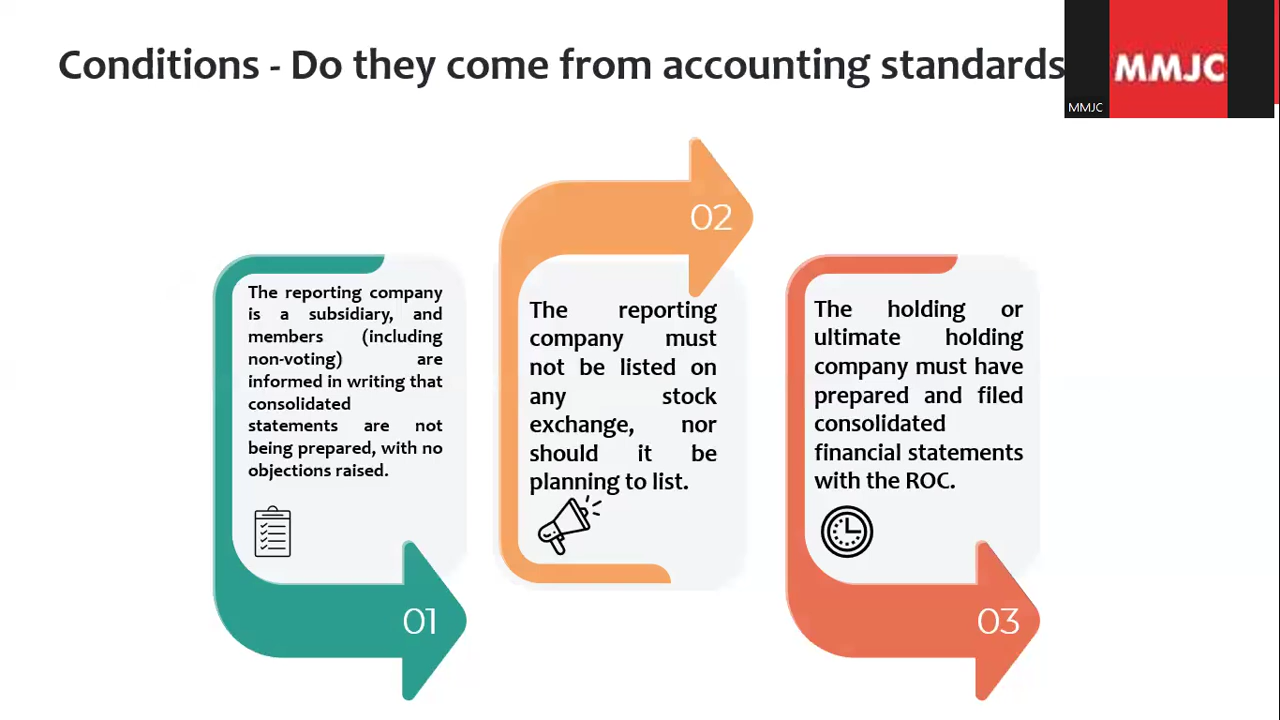 Conditions - Do they come from accounting standards
MMJC
MMJC
02
The reporting company
is a subsidiary, and
members (including
non-voting) are
informed in writing that
consolidated
statements are not
being prepared, with no
objections raised.
01
The reporting
company must
not be listed on
any stock
exchange, nor
should it be
planning to list.
The holding or
ultimate holding
company must have
prepared and filed
consolidated
financial statements
with the ROC.
03